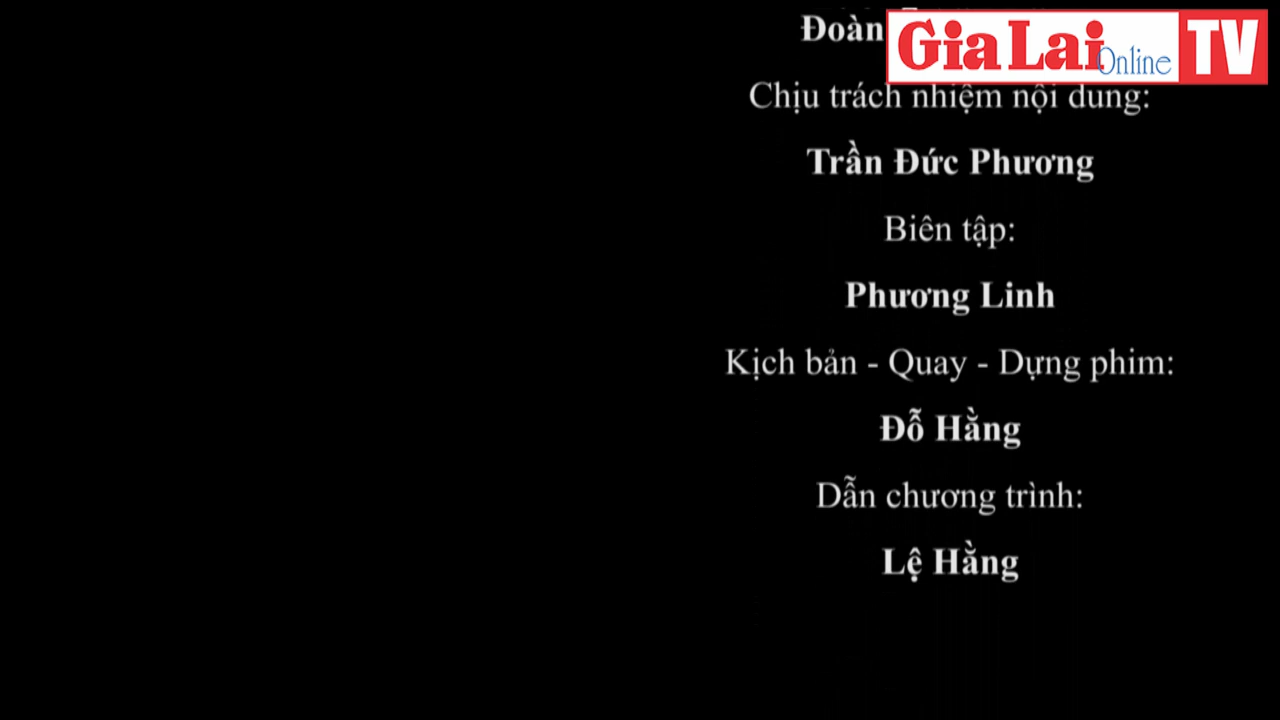 Đoàn
Gia Lai Online TV
Chịu trách nhiệm nội dung:
Trần Đức Phương
Biên tập:
Phương Linh
Kịch bản - Quay - Dựng phim:
Đỗ Hằng
Dẫn chương trình:
Lệ Hằng